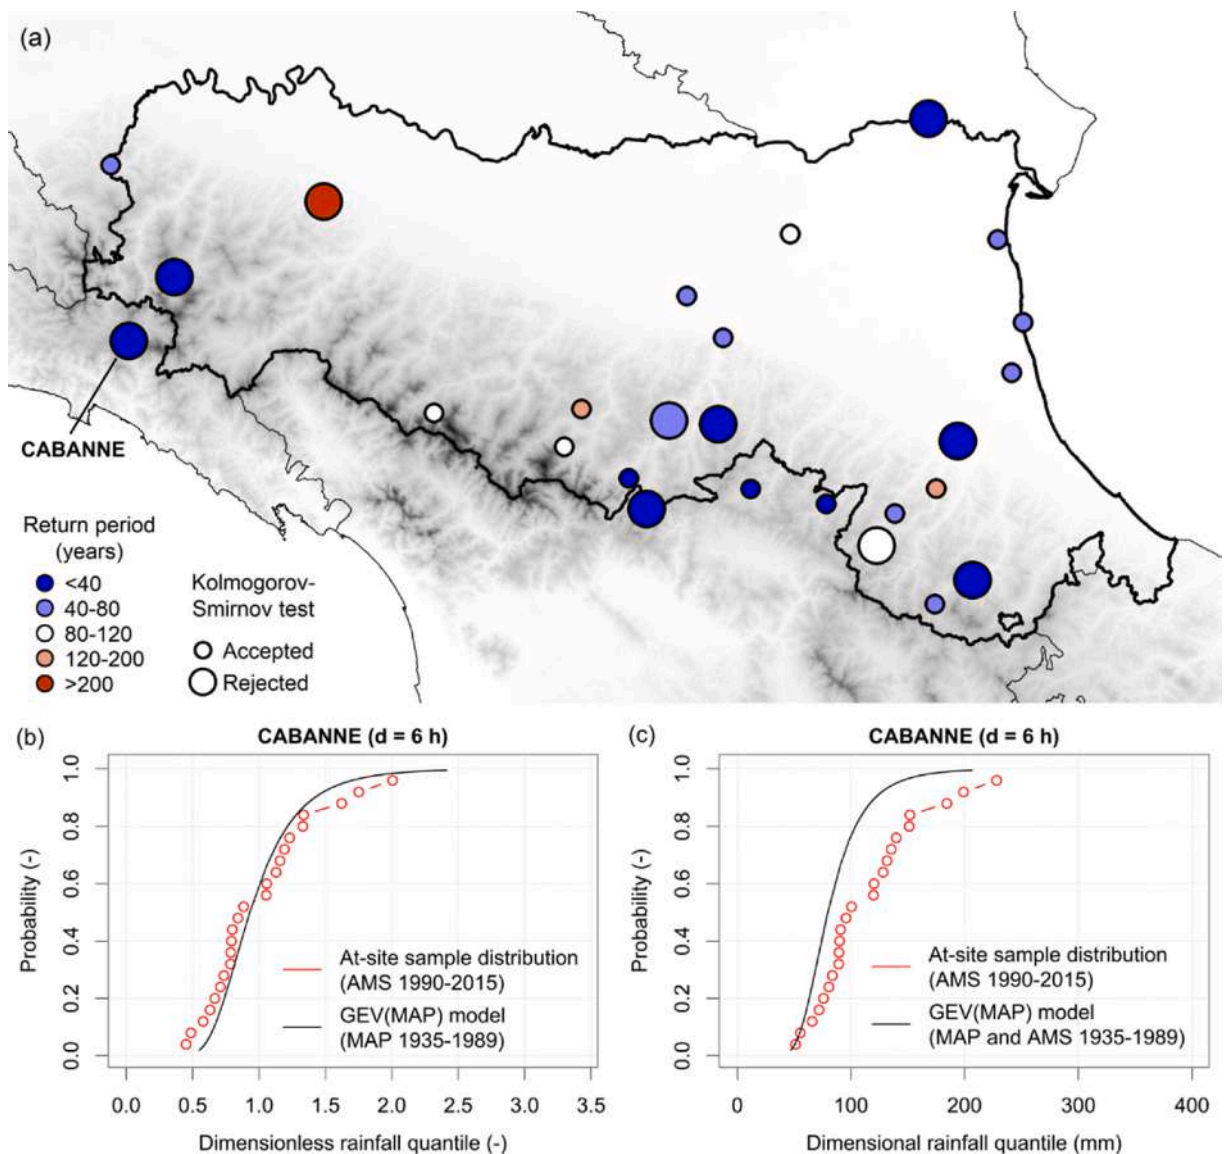 (a)
CABANNE
Return period
(years)
<40
40-80
80-120
120-200
>200
Kolmogorov-
Smirnov test
Accepted
Rejected
(b)
CABANNE (d = 6 h)
Probability (-)
1.0
0.8
0.6
0.4
0.2
0.0
At-site sample distribution
(AMS 1990-2015)
GEV(MAP) model
(MAP 1935-1989)
0.0 0.5 1.0 1.5 2.0 2.5 3.0 3.5
Dimensionless rainfall quantile (-)
(c)
CABANNE (d = 6 h)
Probability (-)
1.0
0.8
0.6
0.4
0.2
0.0
At-site sample distribution
(AMS 1990-2015)
GEV(MAP) model
(MAP and AMS 1935-1989)
0 100 200 300 400
Dimensional rainfall quantile (mm)